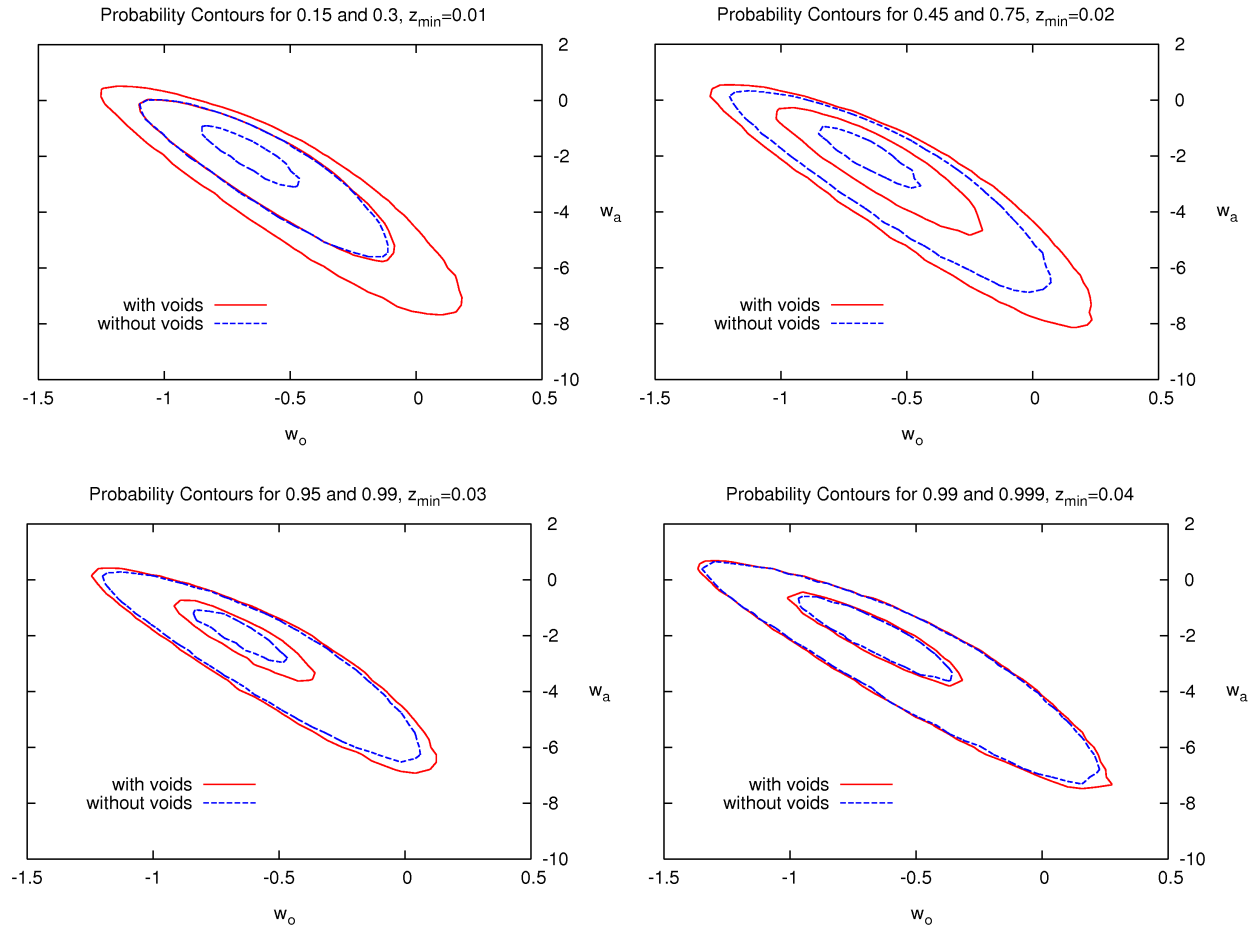 Probability Contours for 0.15 and 0.3, z_min=0.01
2
0
-2
-4
w_a
-6
with voids
without voids
-8
-10
-1.5 -1 -0.5 0 0.5
w_o
Probability Contours for 0.45 and 0.75, z_min=0.02
2
0
-2
-4
w_a
-6
with voids
without voids
-8
-10
-1.5 -1 -0.5 0 0.5
w_o
Probability Contours for 0.95 and 0.99, z_min=0.03
2
0
-2
-4
w_a
-6
with voids
without voids
-8
-10
-1.5 -1 -0.5 0 0.5
w_o
Probability Contours for 0.99 and 0.999, z_min=0.04
2
0
-2
-4
w_a
-6
with voids
without voids
-8
-10
-1.5 -1 -0.5 0 0.5
w_o